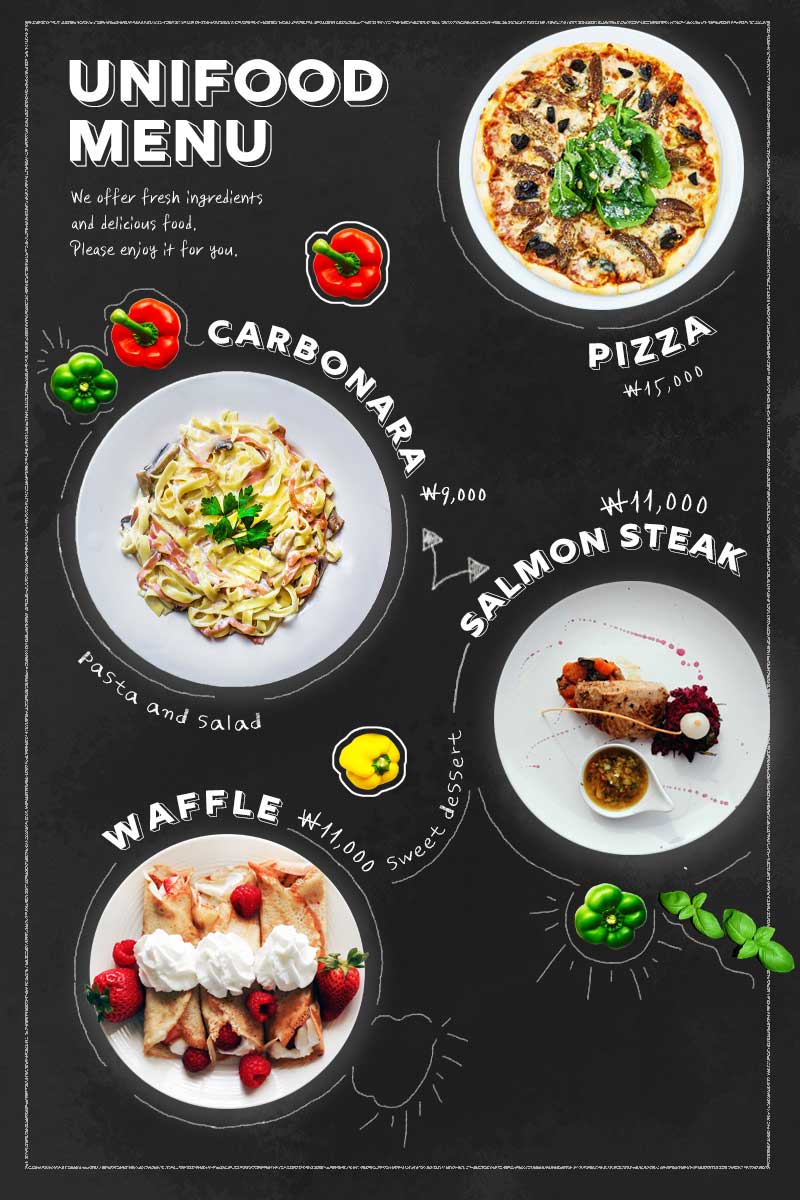 UNIFOOD
MENU
We offer fresh ingredients
and delicious food.
Please enjoy it for you.
PIZZA
₩15,000
CARBONARA
₩9,000
Pasta and Salad
₩11,000
SALMON STEAK
Sweet dessert
WAFFLE
₩11,000